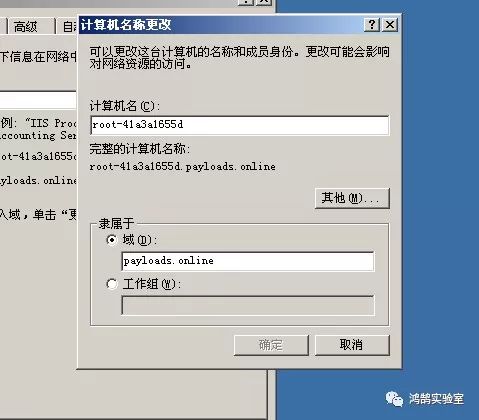 高级
自动
下信息在网络中
例: "IIS Prod
Accounting Ser
root-41a3a1655d
payloads.online
入域，单击“更
计算机名称更改
可以更改这台计算机的名称和成员身份。更改可能会影响
对网络资源的访问。
计算机名(C):
root-41a3a1655d
完整的计算机名称:
root-41a3a1655d.payloads.online
其他(M)...
隶属于
域(D):
payloads.online
工作组(W):
确定
取消
鸿鹄实验室